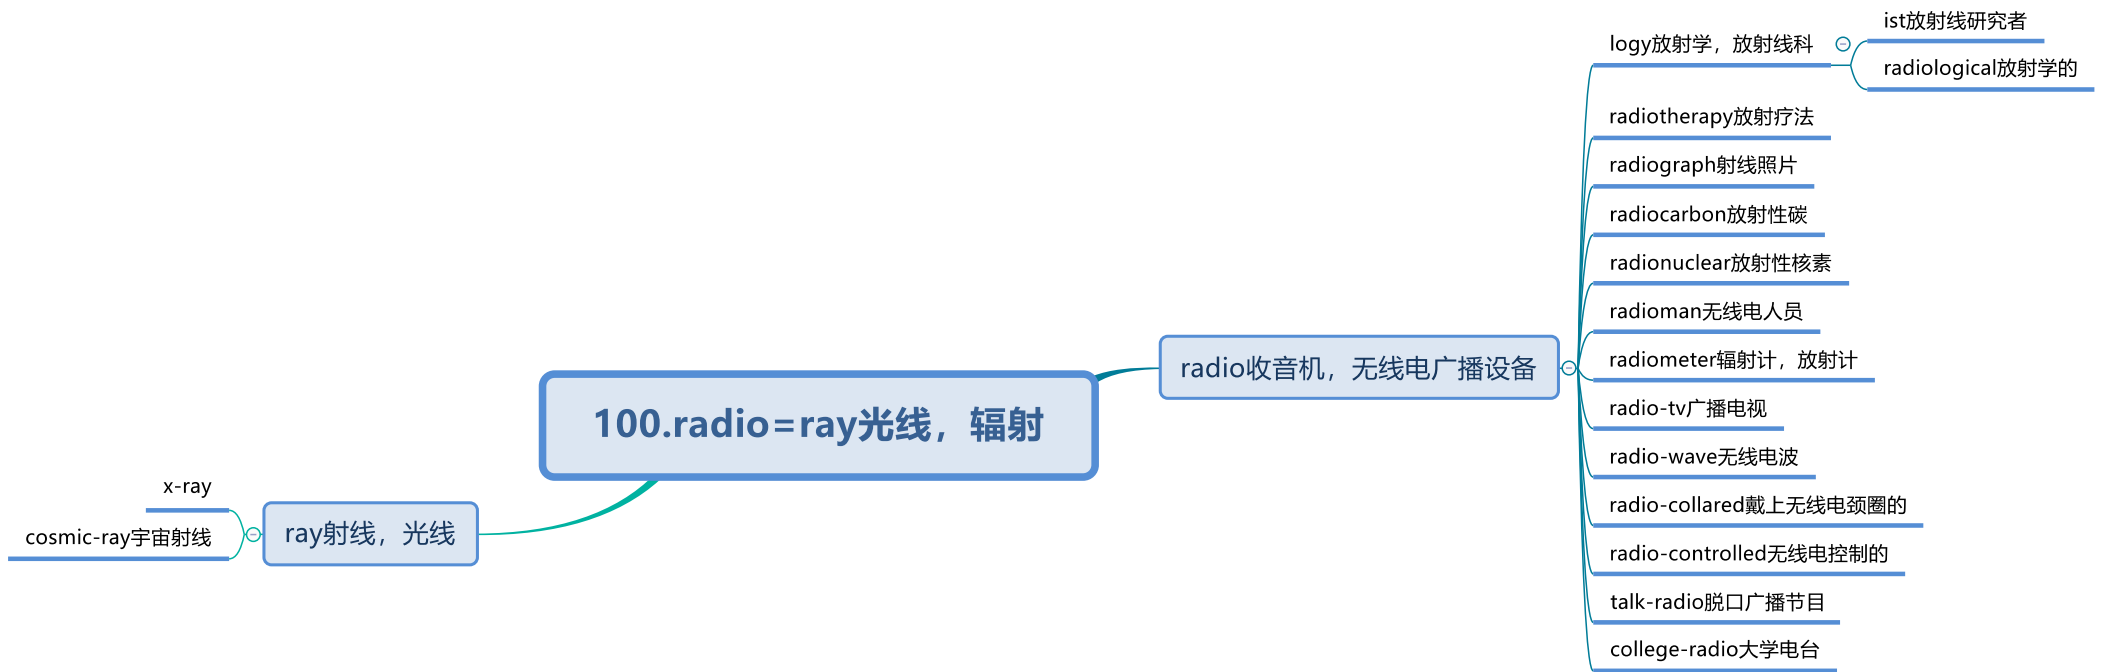 100.radio=ray光线，辐射
radio收音机，无线电广播设备
logy放射学，放射线科
ist放射线研究者
radiological放射学的
radiotherapy放射疗法
radiograph射线照片
radiocarbon放射性碳
radionuclear放射性核素
radioman无线电人员
radiometer辐射计，放射计
radio-tv广播电视
radio-wave无线电波
radio-collared戴上无线电颈圈的
radio-controlled无线电控制的
talk-radio脱口广播节目
college-radio大学电台
ray射线，光线
x-ray
cosmic-ray宇宙射线